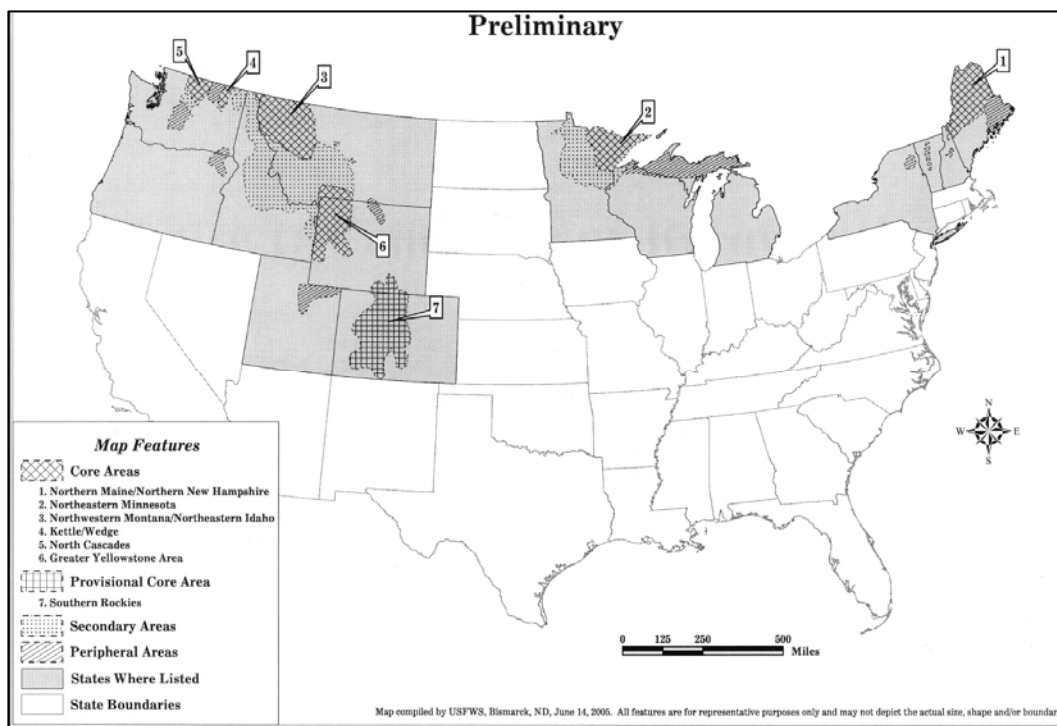 Preliminary
5
4
3
2
1
6
7
N
W E
S
Map Features
Core Areas
1. Northern Maine/Northern New Hampshire
2. Northeastern Minnesota
3. Northwestern Montana/Northeastern Idaho
4. Kettle/Wedge
5. North Cascades
6. Greater Yellowstone Area
Provisional Core Area
7. Southern Rockies
Secondary Areas
Peripheral Areas
States Where Listed
State Boundaries
0 125 250 500
Miles
Map compiled by USFWS, Bismarck, ND, June 14, 2005. All features are for representative purposes only and may not depict the actual size, shape and/or boundar